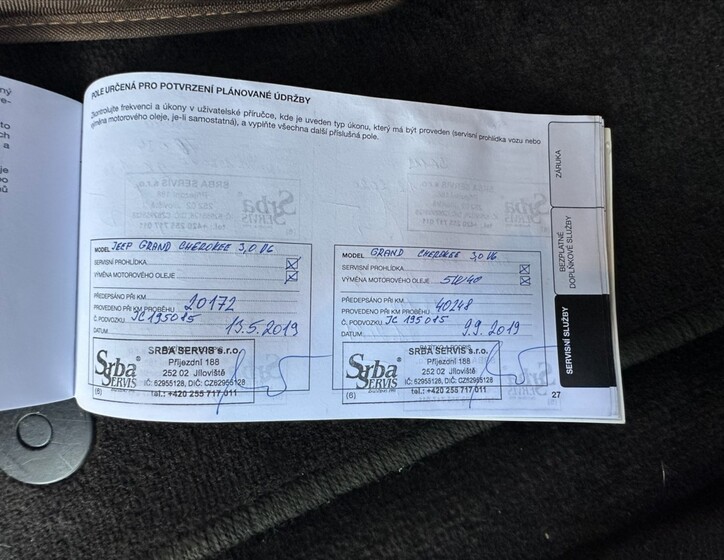 POLE URČENÁ PRO POTVRZENÍ PLÁNOVANÉ ÚDRŽBY
Zkontrolujte frekvenci a úkony v uživatelské příručce, kde je uveden typ úkonu, který má být proveden (servisní prohlídka vozu nebo
výměna motorového oleje, je-li samostatná), a vyplňte všechna další příslušná pole.
MODEL JEEP GRAND CHEROKEE 3,0 V6
SERVISNÍ PROHLÍDKA
VÝMĚNA MOTOROVÉHO OLEJE
PŘEDEPSÁNO PŘI KM
PROVEDENO PŘI KM PROBĚHU 20172
Č. PODVOZKU JC195015
DATUM 13.5.2019
Srba SERVIS
SRBA SERVIS s.r.o.
Příjezdní 188
252 02 Jíloviště
IČ: 62955128, DIČ: CZ62955128
tel.: +420 255 717 011
(6)
MODEL GRAND CHEROKEE 3,0 V6
SERVISNÍ PROHLÍDKA
VÝMĚNA MOTOROVÉHO OLEJE 5W40
PŘEDEPSÁNO PŘI KM
PROVEDENO PŘI KM PROBĚHU 40248
Č. PODVOZKU JC 195015
DATUM 9.9.2019
Srba SERVIS
SRBA SERVIS s.r.o.
Příjezdní 188
252 02 Jíloviště
IČ: 62955128, DIČ: CZ62955128
tel.: +420 255 717 011
(6)
27
ZÁRUKA
BEZPLATNÉ
DOPLŇKOVÉ SLUŽBY
SERVISNÍ SLUŽBY